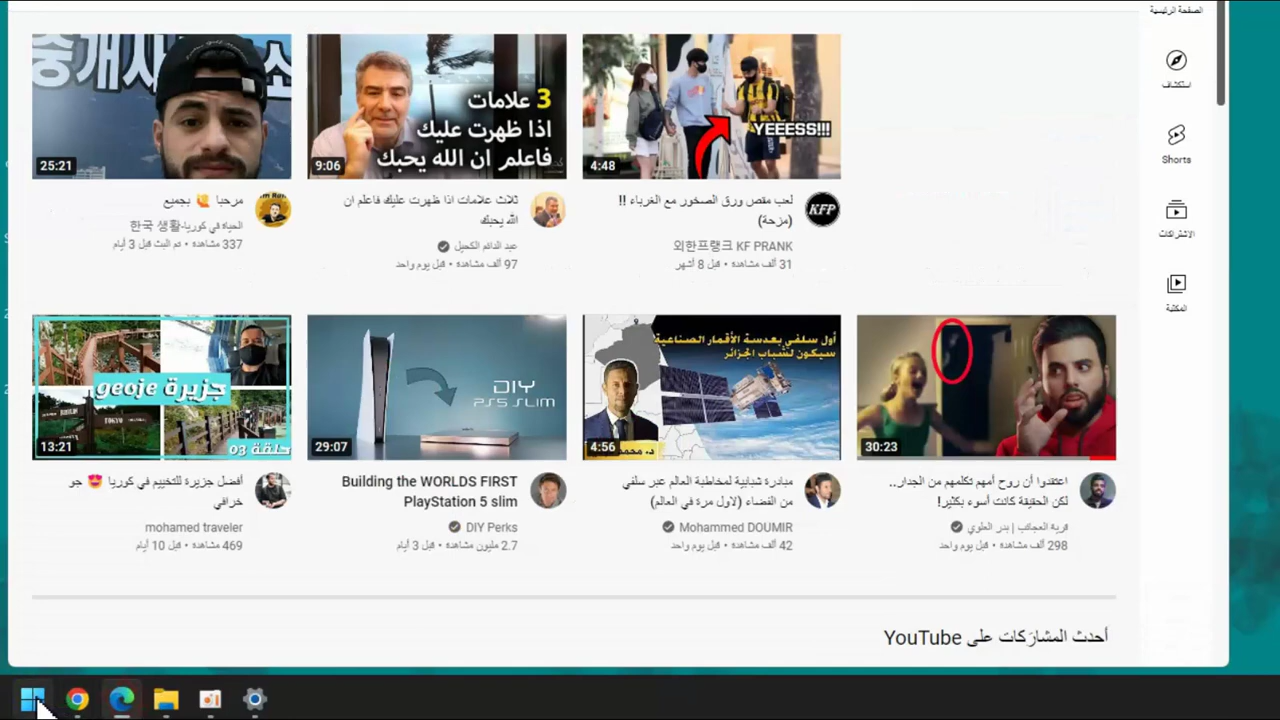 الصفحة الرئيسية
استكشاف
Shorts
الاشتراكات
المكتبة
YEEESS!!!
4:48
لعب مقص ورق الصخور مع الغرباء !!
(مزحة)
KFP
외한프랭크 KF PRANK
31 ألف مشاهدة • قبل 8 أشهر
3 علامات
اذا ظهرت عليك
فاعلم ان الله يحبك
9:06
ثلاث علامات اذا ظهرت عليك فاعلم ان
الله يحبك
عبد الدائم الكحيل
97 ألف مشاهدة • قبل يوم واحد
중개사
소
25:21
مرحبا 👋 بجميع
الحياة في كوريا-한국 생활
337 مشاهدة • تم البث قبل 3 أيام
30:23
اعتقدوا أن روح أمهم تكلمهم من الجدار..
لكن الحقيقة كانت أسوء بكثير!
قرية العجائب | بدر العلوي
298 ألف مشاهدة • قبل يوم واحد
أول سلفي بعدسة الأقمار الصناعية
سيكون لشباب الجزائر
د. محمد
4:56
مبادرة شبابية لمخاطبة العالم عبر سلفي
من الفضاء (لاول مرة في العالم)
Mohammed DOUMIR
42 ألف مشاهدة • قبل يوم واحد
DIY
PS5 SLIM
29:07
Building the WORLDS FIRST
PlayStation 5 slim
DIY Perks
2.7 مليون مشاهدة • قبل 3 أيام
جزيرة geoje
TOKYO
حلقة 03
13:21
أفضل جزيرة للتخييم في كوريا 😍 جو
خرافي
mohamed traveler
469 مشاهدة • قبل 10 أيام
أحدث المشاركات على YouTube